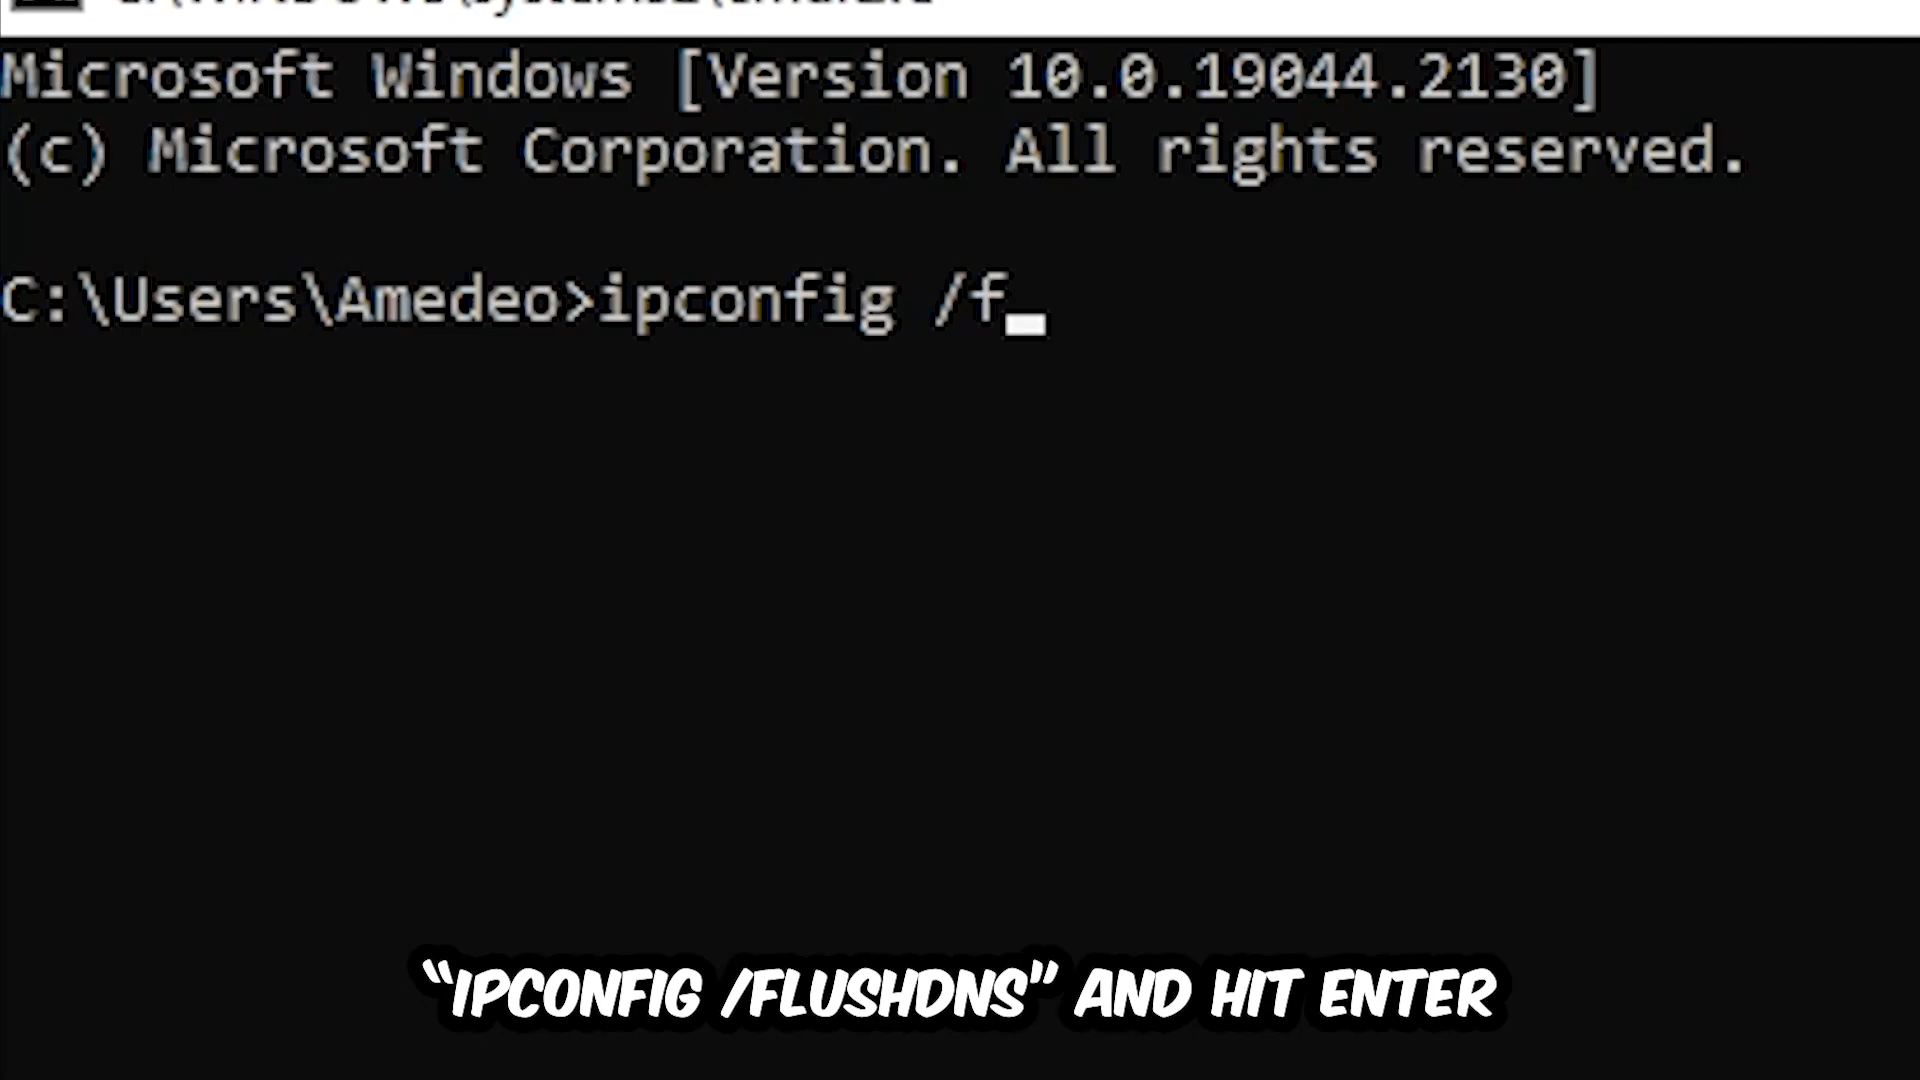 Microsoft Windows [Version 10.0.19044.2130]
(c) Microsoft Corporation. All rights reserved.
C:\Users\Amedeo>ipconfig /f
“IPCONFIG /FLUSHDNS” AND HIT ENTER